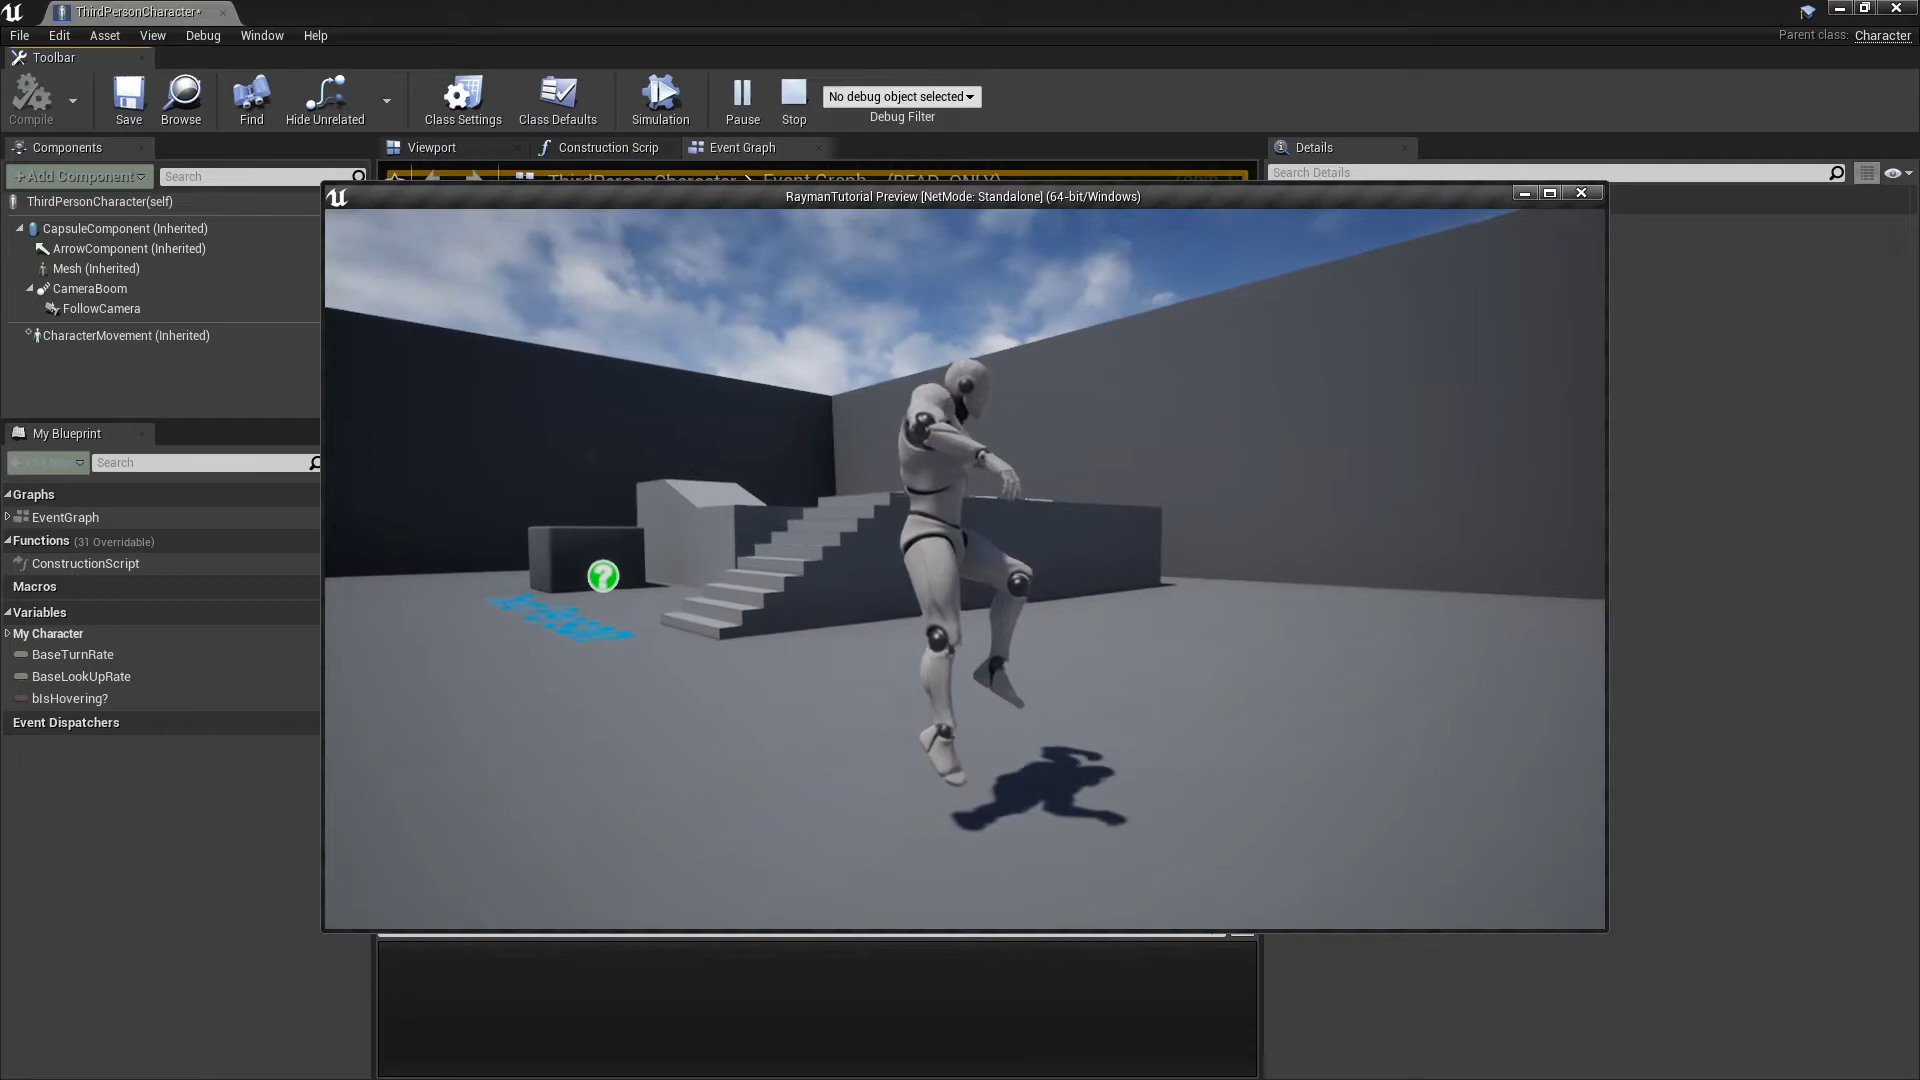 ThirdPersonCharacter*
File Edit Asset View Debug Window Help
Parent class: Character
Toolbar
Compile Save Browse Find Hide Unrelated Class Settings Class Defaults Simulation Pause Stop
No debug object selected
Debug Filter
Components
Viewport Construction Scrip Event Graph
Details
+Add Component Search
ThirdPersonCharacter > Event Graph (READ_ONLY)
Search Details
RaymanTutorial Preview [NetMode: Standalone] (64-bit/Windows)
ThirdPersonCharacter(self)
CapsuleComponent (Inherited)
ArrowComponent (Inherited)
Mesh (Inherited)
CameraBoom
FollowCamera
CharacterMovement (Inherited)
My Blueprint
Search
Graphs
EventGraph
Functions (31 Overridable)
ConstructionScript
Macros
Variables
My Character
BaseTurnRate
BaseLookUpRate
bIsHovering?
Event Dispatchers